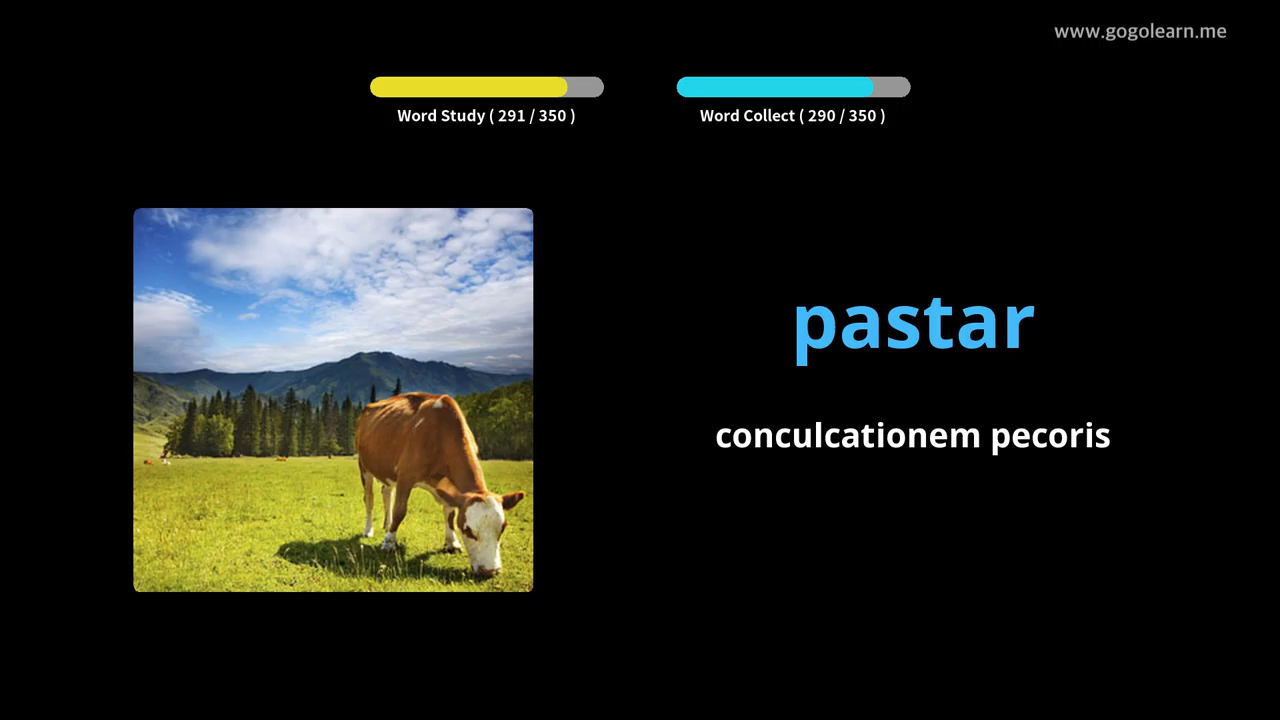 www.gogolearn.me
Word Study ( 291 / 350 )
Word Collect ( 290 / 350 )
pastar
conculcationem pecoris